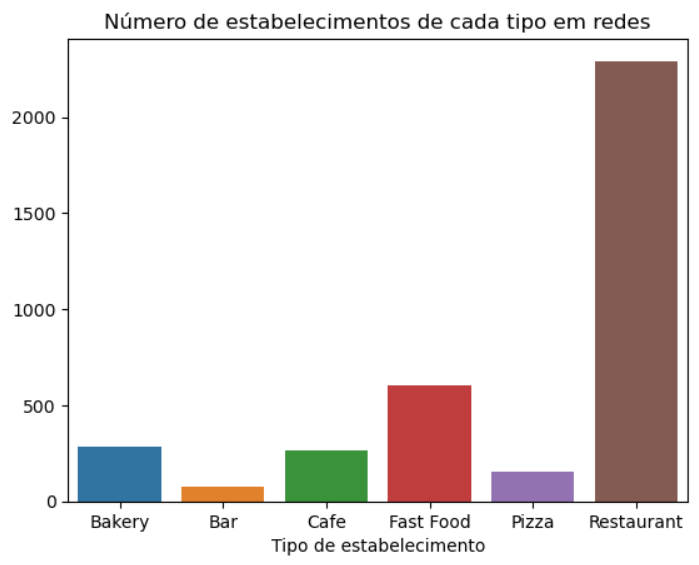 Número de estabelecimentos de cada tipo em redes
2000
1500
1000
500
0
Bakery Bar Cafe Fast Food Pizza Restaurant
Tipo de estabelecimento